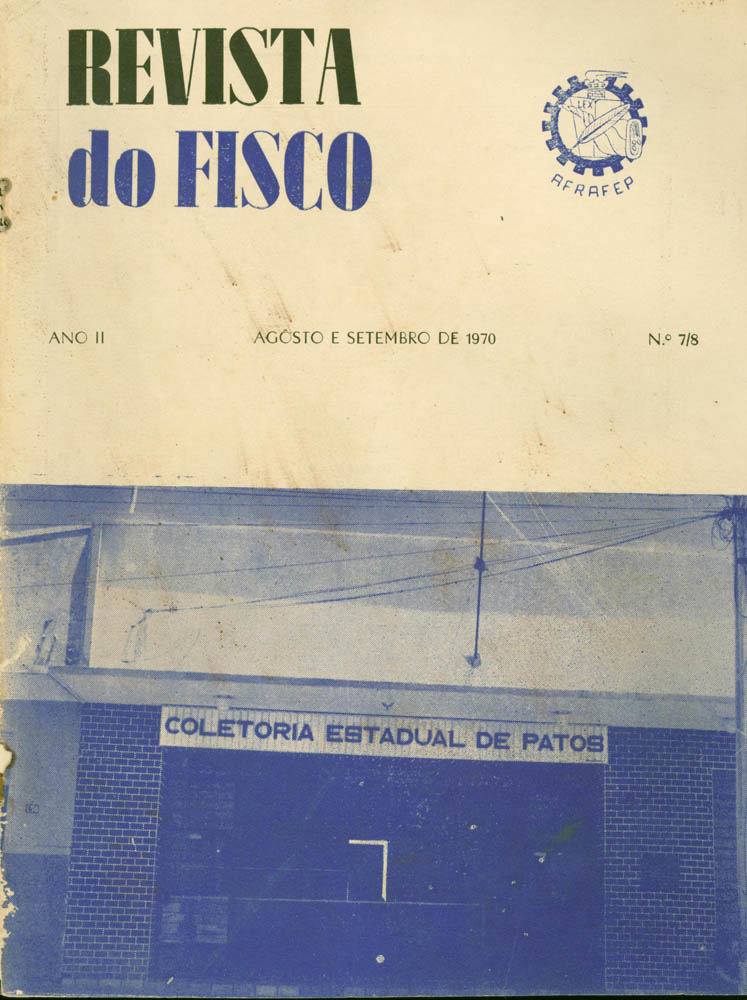 REVISTA
do FISCO
LEX
AFRAFEP
ANO II
AGÔSTO E SETEMBRO DE 1970
N.º 7/8
COLETORIA ESTADUAL DE PATOS